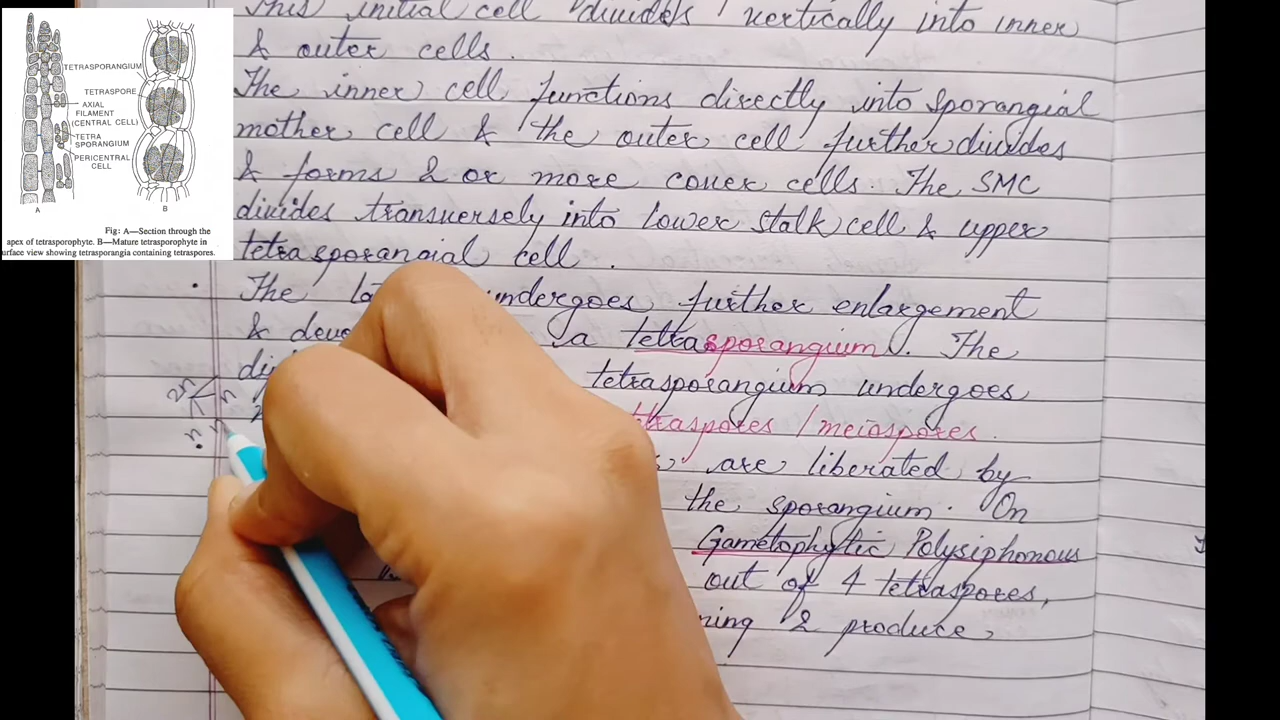 This initial cell divides vertically into inner
& outer cells.
The inner cell functions directly into Sporangial
mother cell & the outer cell further divides
& forms 2 or more cover cells. The SMC
divides transversely into lower stalk cell & upper
tetrasporangial cell.
The undergoes further enlargement
& a tetrasporangium. The
tetrasporangium undergoes
tetraspores / meiospores.
are liberated by
the sporangium. On
Gametophytic Polysiphonous
out of 4 tetraspores,
2 produce
2n
n
n
n
TETRASPORANGIUM
TETRASPORE
AXIAL
FILAMENT
(CENTRAL CELL)
TETRA
SPORANGIUM
PERICENTRAL
CELL
A
B
Fig: A—Section through the
apex of tetrasporophyte. B—Mature tetrasporophyte in
urface view showing tetrasporangia containing tetraspores.